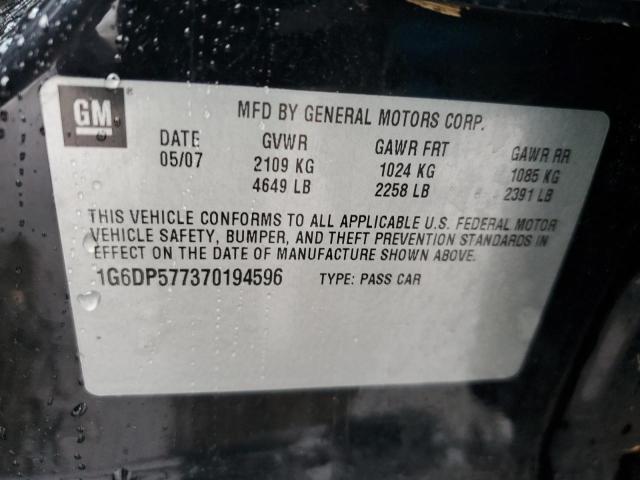 GM ®
MFD BY GENERAL MOTORS CORP.
DATE GVWR GAWR FRT GAWR RR
05/07 2109 KG 1024 KG 1085 KG
4649 LB 2258 LB 2391 LB
THIS VEHICLE CONFORMS TO ALL APPLICABLE U.S. FEDERAL MOTOR
VEHICLE SAFETY, BUMPER, AND THEFT PREVENTION STANDARDS IN
EFFECT ON THE DATE OF MANUFACTURE SHOWN ABOVE.
1G6DP577370194596 TYPE: PASS CAR